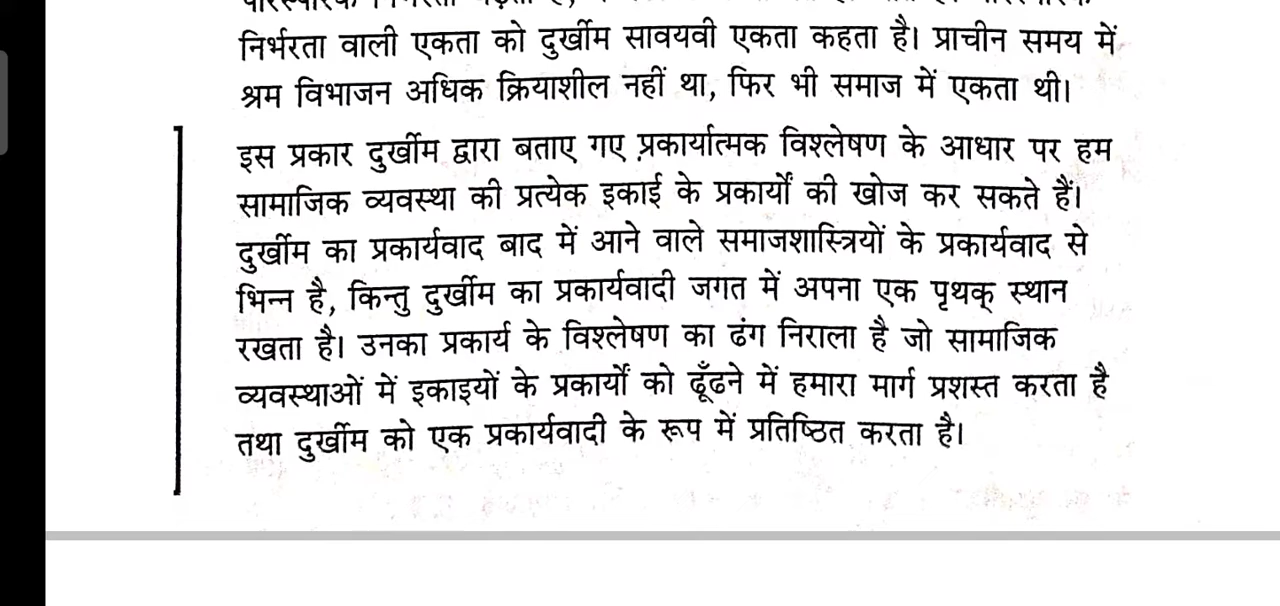 निर्भरता वाली एकता को दुर्खीम सावयवी एकता कहता है। प्राचीन समय में
श्रम विभाजन अधिक क्रियाशील नहीं था, फिर भी समाज में एकता थी।
इस प्रकार दुर्खीम द्वारा बताए गए प्रकार्यात्मक विश्लेषण के आधार पर हम
सामाजिक व्यवस्था की प्रत्येक इकाई के प्रकार्यों की खोज कर सकते हैं।
दुर्खीम का प्रकार्यवाद बाद में आने वाले समाजशास्त्रियों के प्रकार्यवाद से
भिन्न है, किन्तु दुर्खीम का प्रकार्यवादी जगत में अपना एक पृथक् स्थान
रखता है। उनका प्रकार्य के विश्लेषण का ढंग निराला है जो सामाजिक
व्यवस्थाओं में इकाइयों के प्रकार्यों को ढूँढने में हमारा मार्ग प्रशस्त करता है
तथा दुर्खीम को एक प्रकार्यवादी के रूप में प्रतिष्ठित करता है।